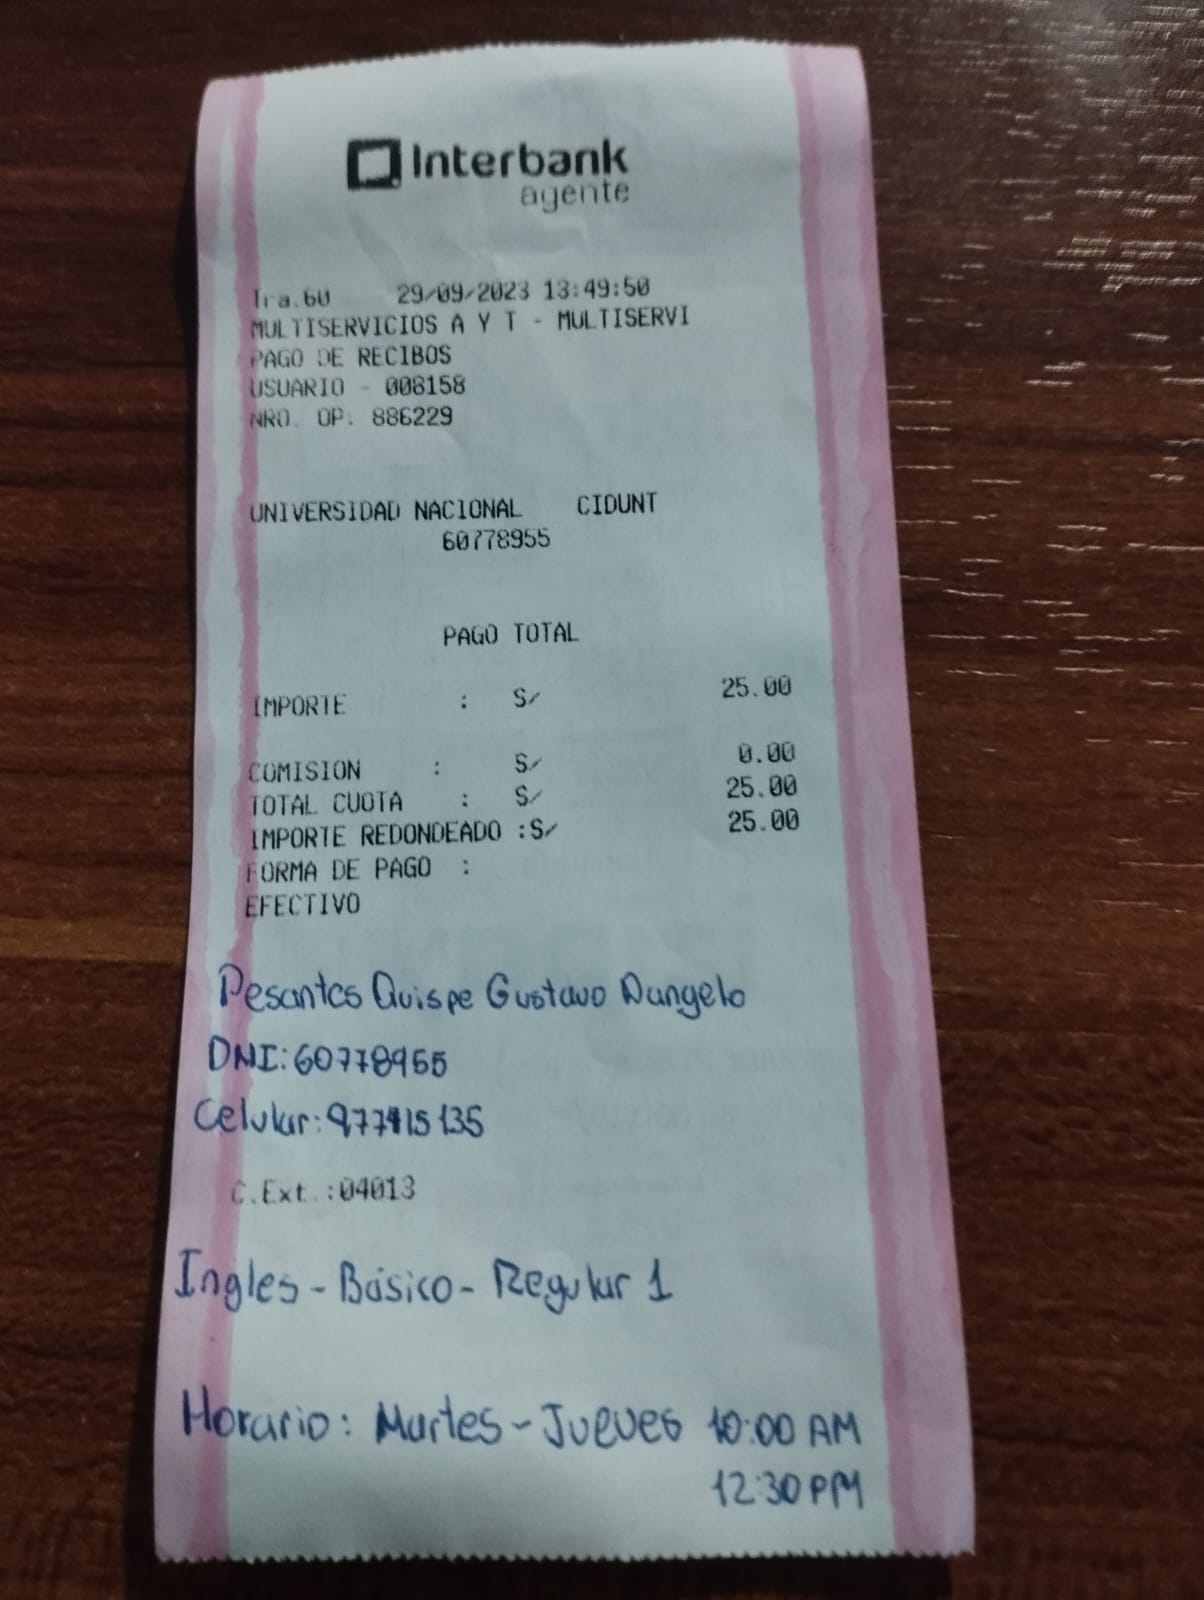 Interbank
agente
Tra.60 29/09/2023 13:49:50
MULTISERVICIOS A Y T - MULTISERVI
PAGO DE RECIBOS
USUARIO - 008158
NRO. OP: 886229
UNIVERSIDAD NACIONAL CIDUNT
60778955
PAGO TOTAL
IMPORTE : S/ 25.00
COMISION : S/ 0.00
TOTAL CUOTA : S/ 25.00
IMPORTE REDONDEADO :S/ 25.00
FORMA DE PAGO :
EFECTIVO
Pesantes Quispe Gustavo Dangelo
DNI: 60778955
Celular: 977415135
C.Ext.:04013
Ingles - Básico - Regular 1
Horario: Martes - Jueves 10:00 AM
12:30 PM